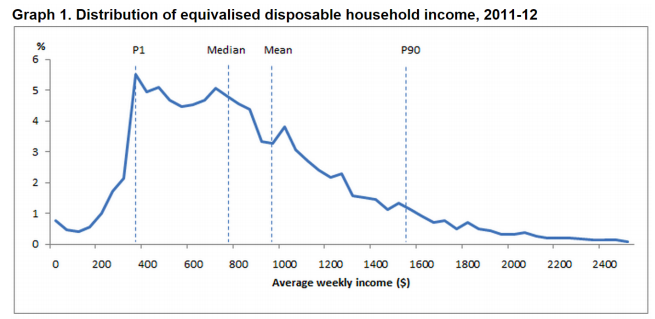 Graph 1. Distribution of equivalised disposable household income, 2011-12
% P1 Median Mean P90
6
5
4
3
2
1
0
0 200 400 600 800 1000 1200 1400 1600 1800 2000 2200 2400
Average weekly income ($)